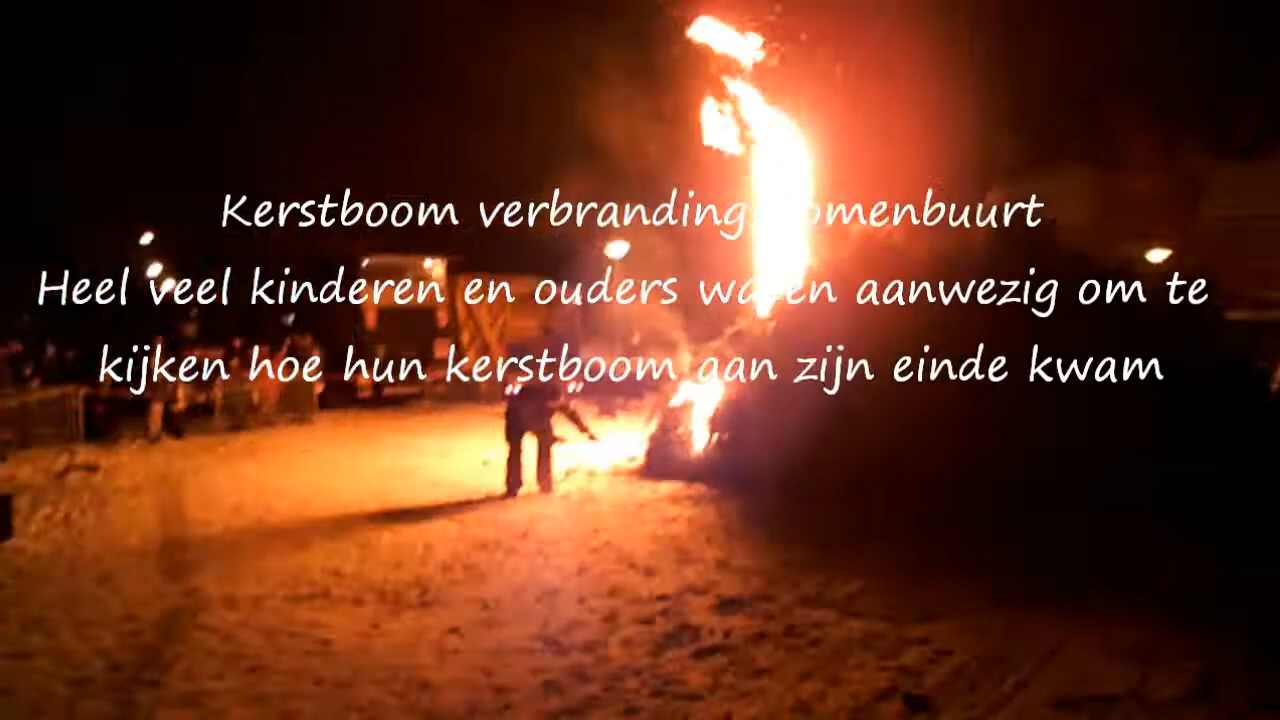 Kerstboom verbranding
Heel veel kinderen en ouders waren aanwezig om te
kijken hoe hun kerstboom aan zijn einde kwam